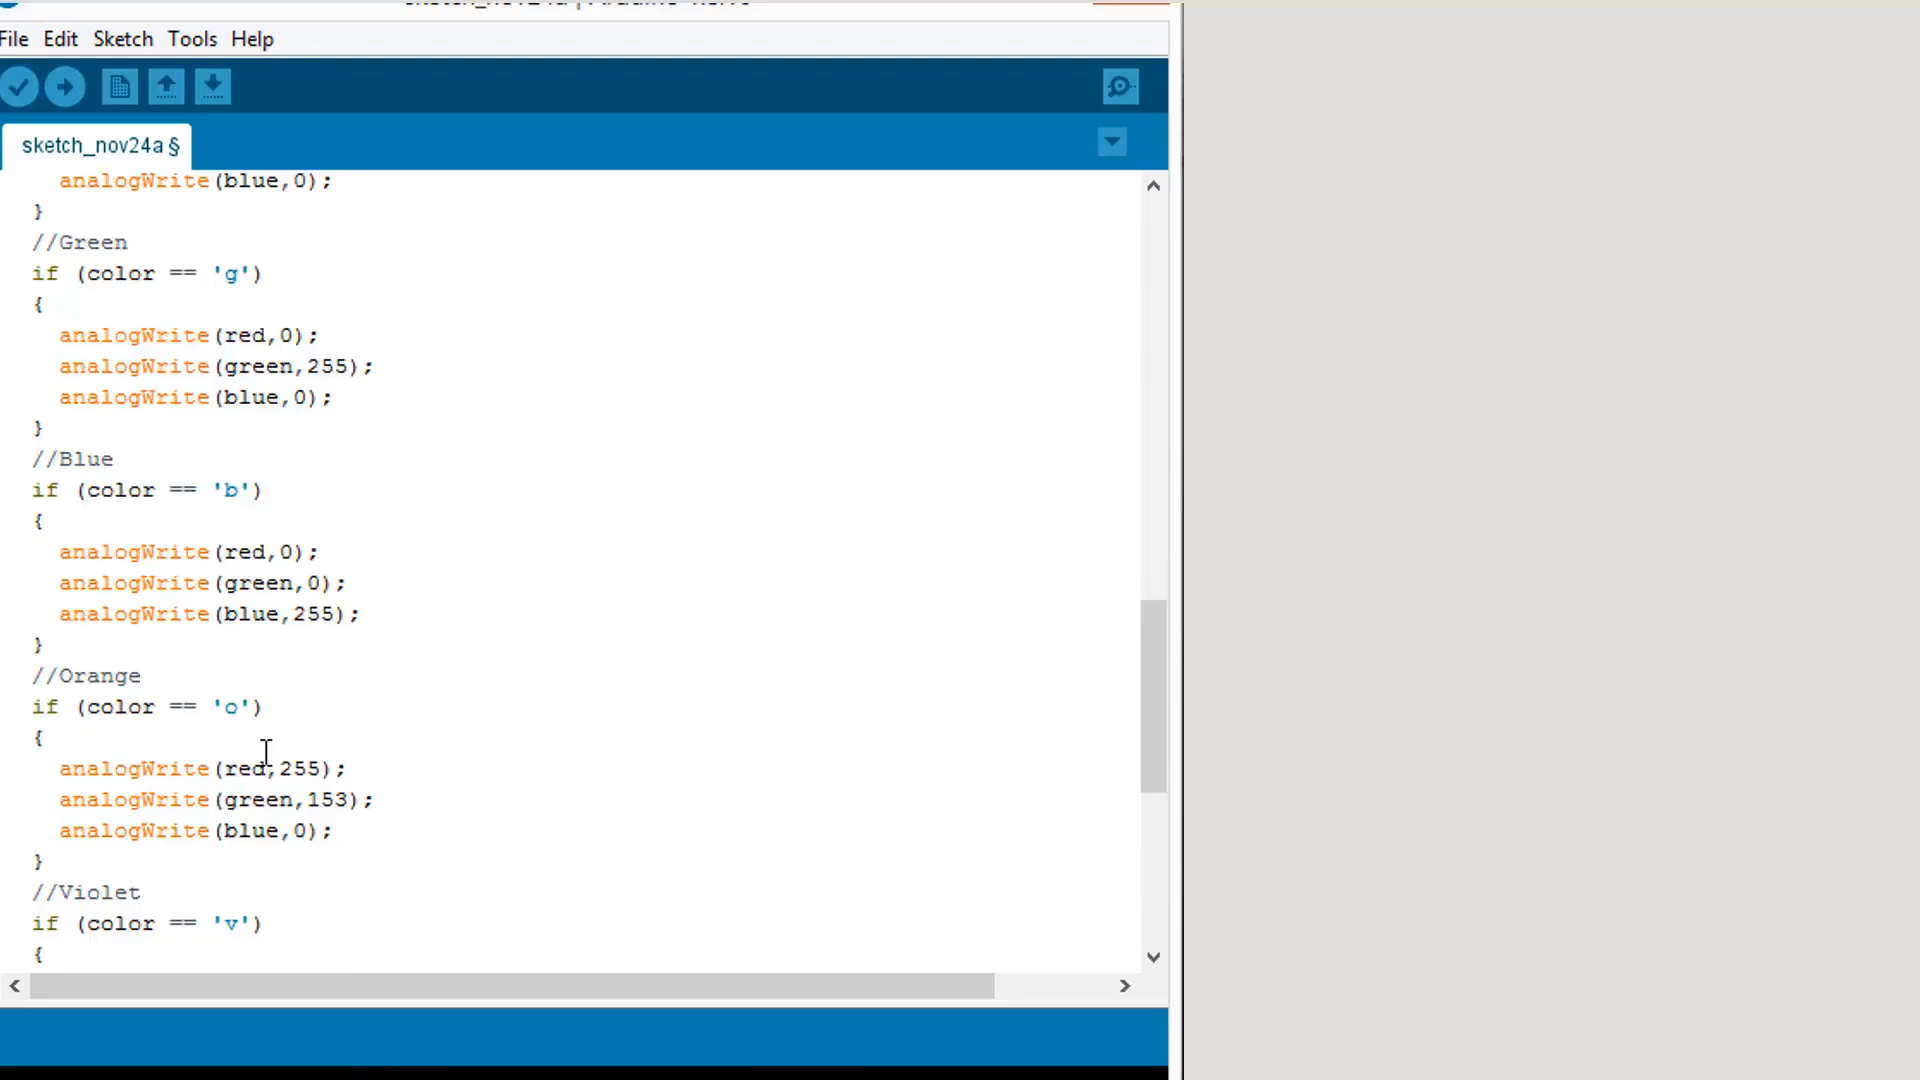 File Edit Sketch Tools Help
sketch_nov24a §
analogWrite(blue,0);
}
//Green
if (color == 'g')
{
analogWrite(red,0);
analogWrite(green,255);
analogWrite(blue,0);
}
//Blue
if (color == 'b')
{
analogWrite(red,0);
analogWrite(green,0);
analogWrite(blue,255);
}
//Orange
if (color == 'o')
{
analogWrite(red,255);
analogWrite(green,153);
analogWrite(blue,0);
}
//Violet
if (color == 'v')
{